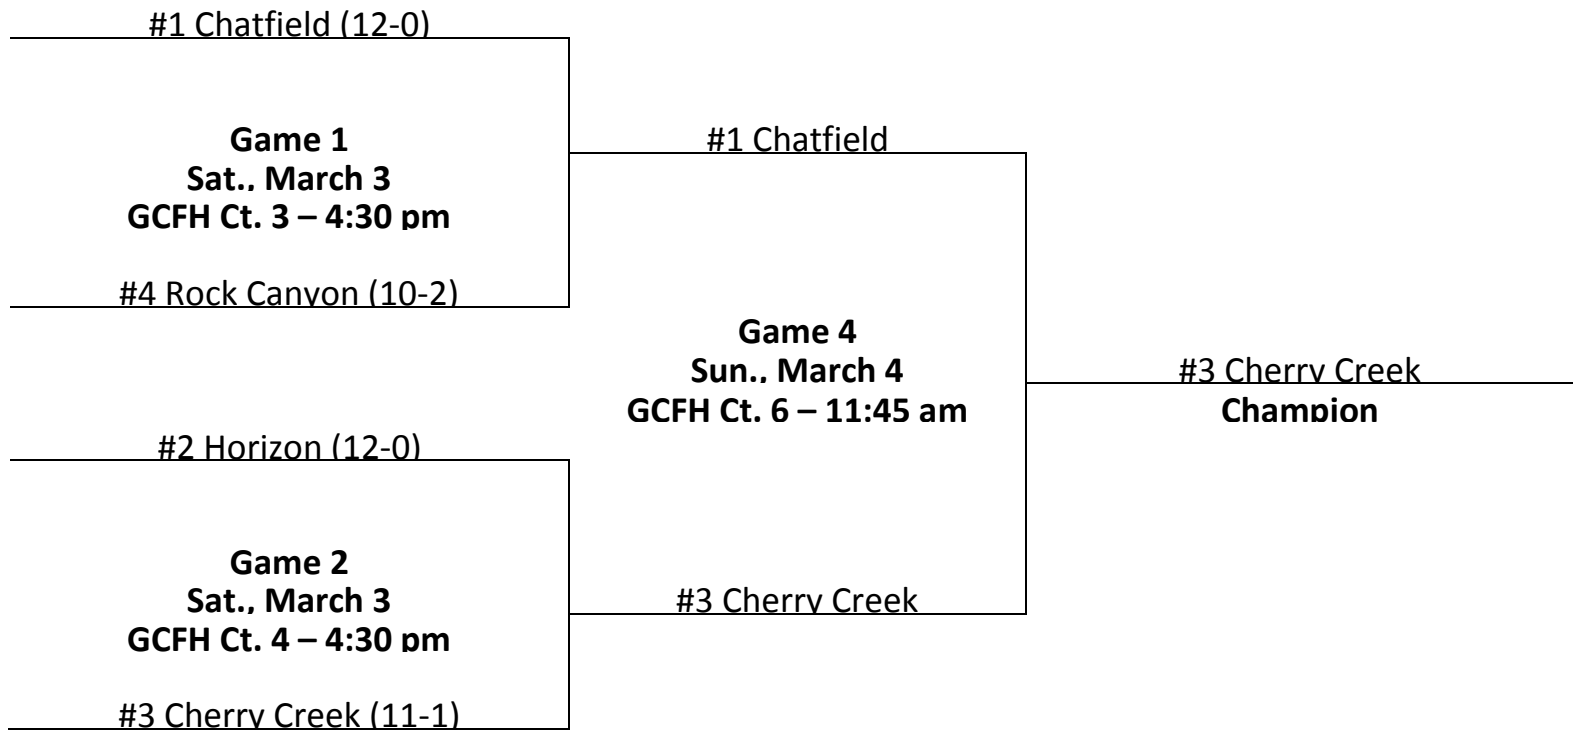 #1 Chatfield (12-0)
Game 1
Sat., March 3
GCFH Ct. 3 – 4:30 pm
#4 Rock Canyon (10-2)
#1 Chatfield
Game 4
Sun., March 4
GCFH Ct. 6 – 11:45 am
#3 Cherry Creek
Champion
#2 Horizon (12-0)
Game 2
Sat., March 3
GCFH Ct. 4 – 4:30 pm
#3 Cherry Creek
#3 Cherry Creek (11-1)